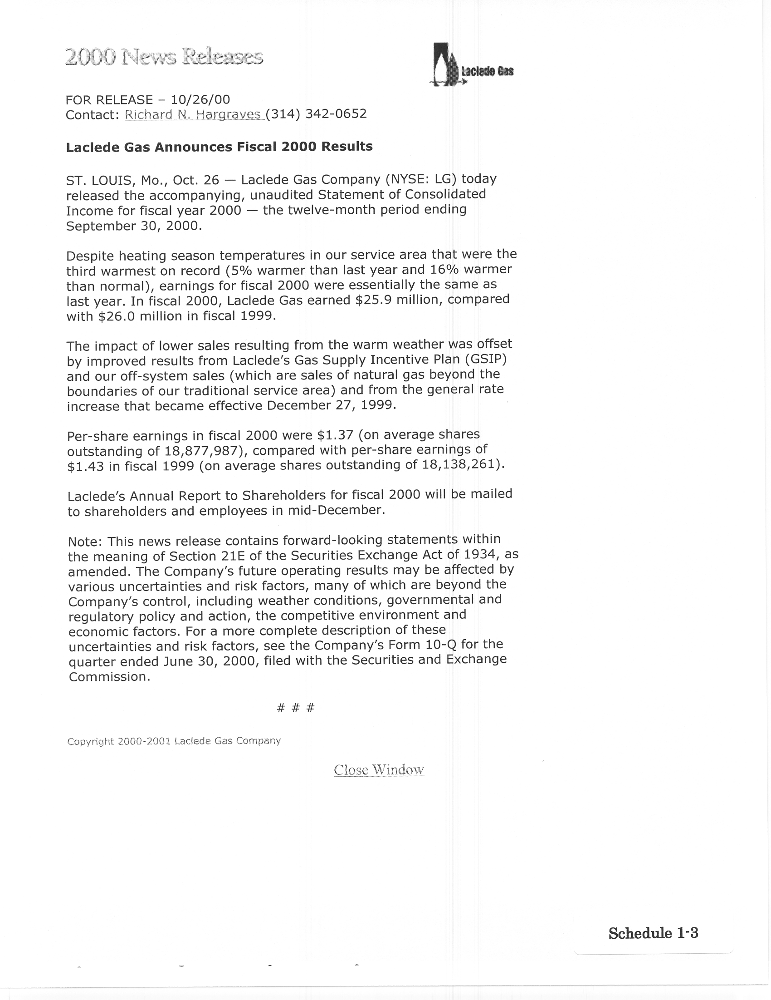 2000 News Releases
Laclede Gas
FOR RELEASE – 10/26/00
Contact: Richard N. Hargraves (314) 342-0652
Laclede Gas Announces Fiscal 2000 Results
ST. LOUIS, Mo., Oct. 26 — Laclede Gas Company (NYSE: LG) today
released the accompanying, unaudited Statement of Consolidated
Income for fiscal year 2000 — the twelve-month period ending
September 30, 2000.
Despite heating season temperatures in our service area that were the
third warmest on record (5% warmer than last year and 16% warmer
than normal), earnings for fiscal 2000 were essentially the same as
last year. In fiscal 2000, Laclede Gas earned $25.9 million, compared
with $26.0 million in fiscal 1999.
The impact of lower sales resulting from the warm weather was offset
by improved results from Laclede’s Gas Supply Incentive Plan (GSIP)
and our off-system sales (which are sales of natural gas beyond the
boundaries of our traditional service area) and from the general rate
increase that became effective December 27, 1999.
Per-share earnings in fiscal 2000 were $1.37 (on average shares
outstanding of 18,877,987), compared with per-share earnings of
$1.43 in fiscal 1999 (on average shares outstanding of 18,138,261).
Laclede’s Annual Report to Shareholders for fiscal 2000 will be mailed
to shareholders and employees in mid-December.
Note: This news release contains forward-looking statements within
the meaning of Section 21E of the Securities Exchange Act of 1934, as
amended. The Company’s future operating results may be affected by
various uncertainties and risk factors, many of which are beyond the
Company’s control, including weather conditions, governmental and
regulatory policy and action, the competitive environment and
economic factors. For a more complete description of these
uncertainties and risk factors, see the Company’s Form 10-Q for the
quarter ended June 30, 2000, filed with the Securities and Exchange
Commission.
# # #
Copyright 2000-2001 Laclede Gas Company
Close Window
Schedule 1-3